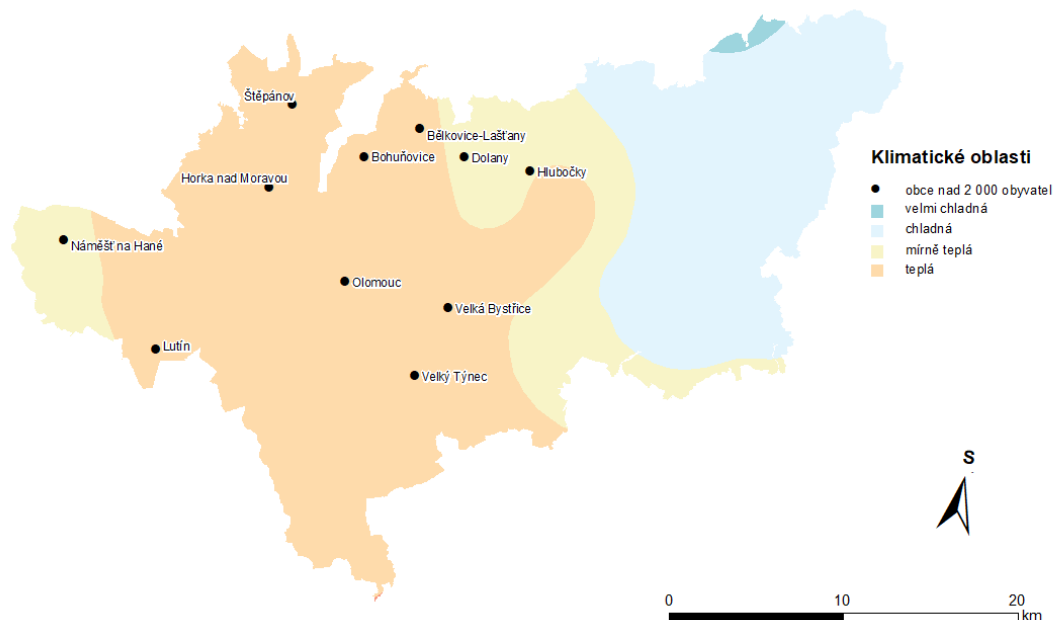 Štěpánov
Bělkovice-Lašťany
Bohuňovice
Dolany
Hlubočky
Horka nad Moravou
Náměšť na Hané
Olomouc
Velká Bystřice
Lutín
Velký Týnec
Klimatické oblasti
obce nad 2 000 obyvatel
velmi chladná
chladná
mírně teplá
teplá
S
0 10 20
km